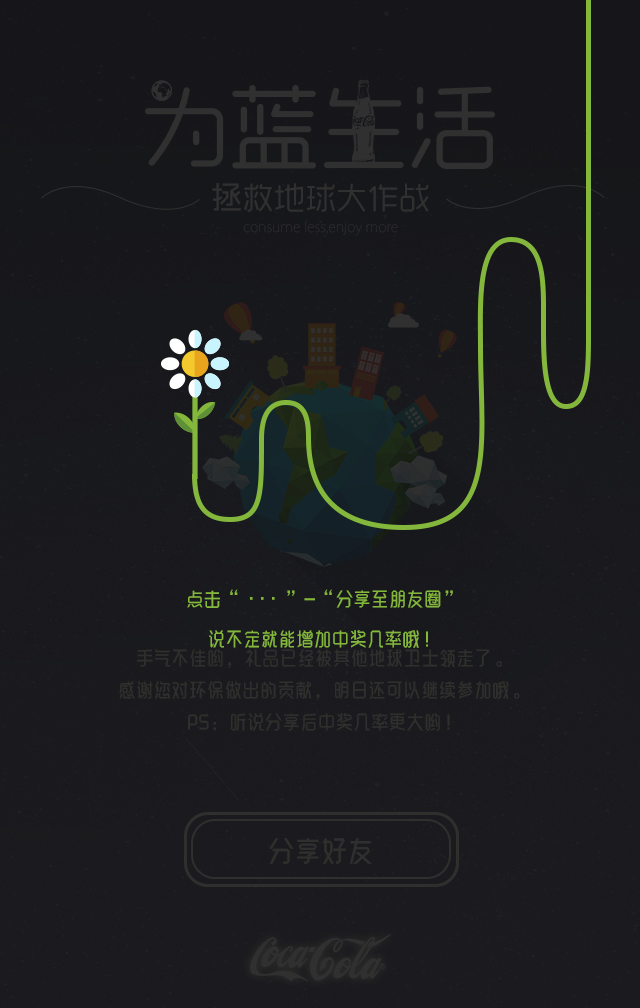 为蓝生活
拯救地球大作战
consume less,enjoy more
点击“ ··· ”－“分享至朋友圈”
说不定就能增加中奖几率哦！
手气不佳哟，礼品已经被其他地球卫士领走了。
感谢您对环保做出的贡献，明日还可以继续参加哦。
PS：听说分享后中奖几率更大哟！
分享好友
Coca-Cola